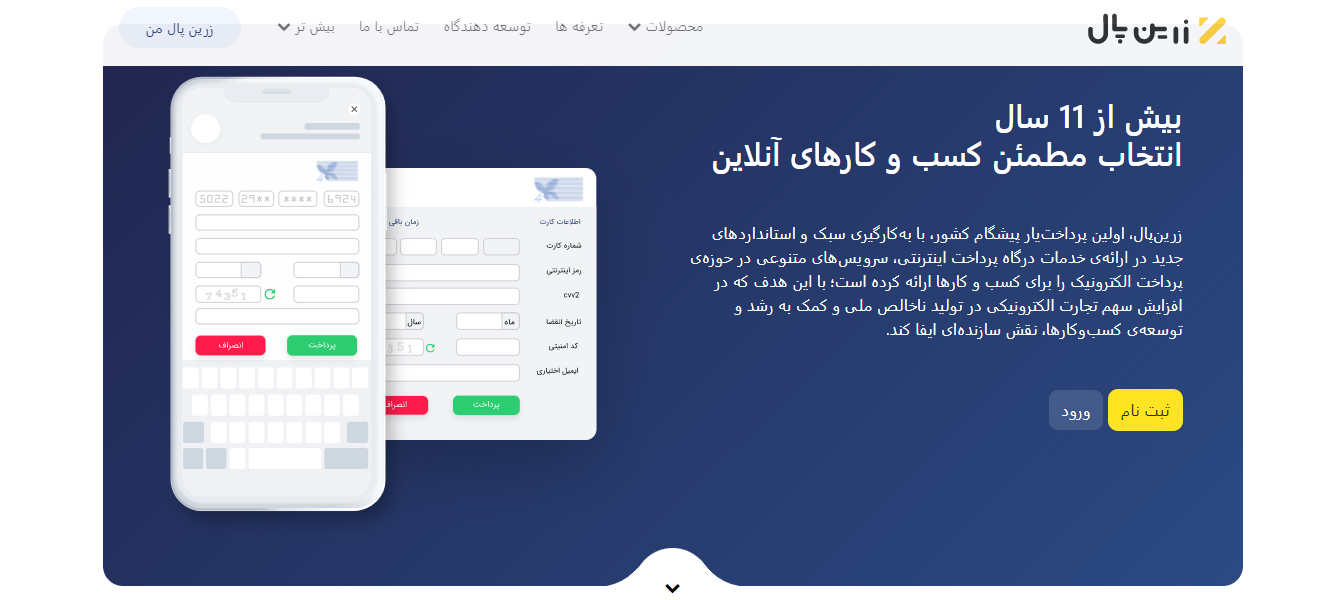 زرین پال
محصولات
تعرفه ها
توسعه دهندگاه
تماس با ما
بیش تر
زرین پال من
بیش از 11 سال
انتخاب مطمئن کسب و کارهای آنلاین
زرین‌پال، اولین پرداخت‌یار پیشگام کشور، با به‌کارگیری سبک و استانداردهای
جدید در ارائه‌ی خدمات درگاه پرداخت اینترنتی، سرویس‌های متنوعی در حوزه‌ی
پرداخت الکترونیک را برای کسب و کارها ارائه کرده است؛ با این هدف که در
افزایش سهم تجارت الکترونیکی در تولید ناخالص ملی و کمک به رشد و
توسعه‌ی کسب‌وکارها، نقش سازنده‌ای ایفا کند.
ثبت نام
ورود
اطلاعات کارت
زمان باقی
شماره کارت
رمز اینترنتی
cvv2
تاریخ انقضا
ماه
سال
کد امنیتی
351
ایمیل اختیاری
پرداخت
انصراف
5022 29** **** 6924
74351
پرداخت
انصراف